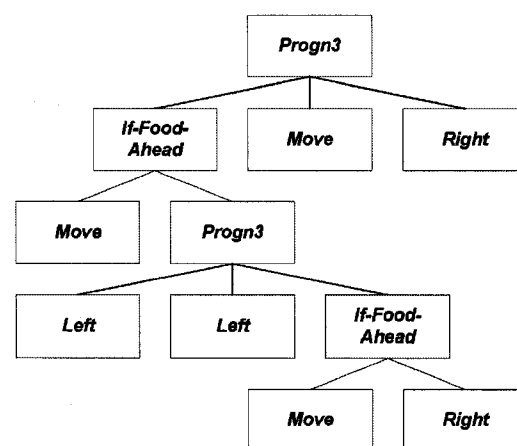 Progn3
If-Food-
Ahead
Move
Right
Move
Progn3
Left
Left
If-Food-
Ahead
Move
Right